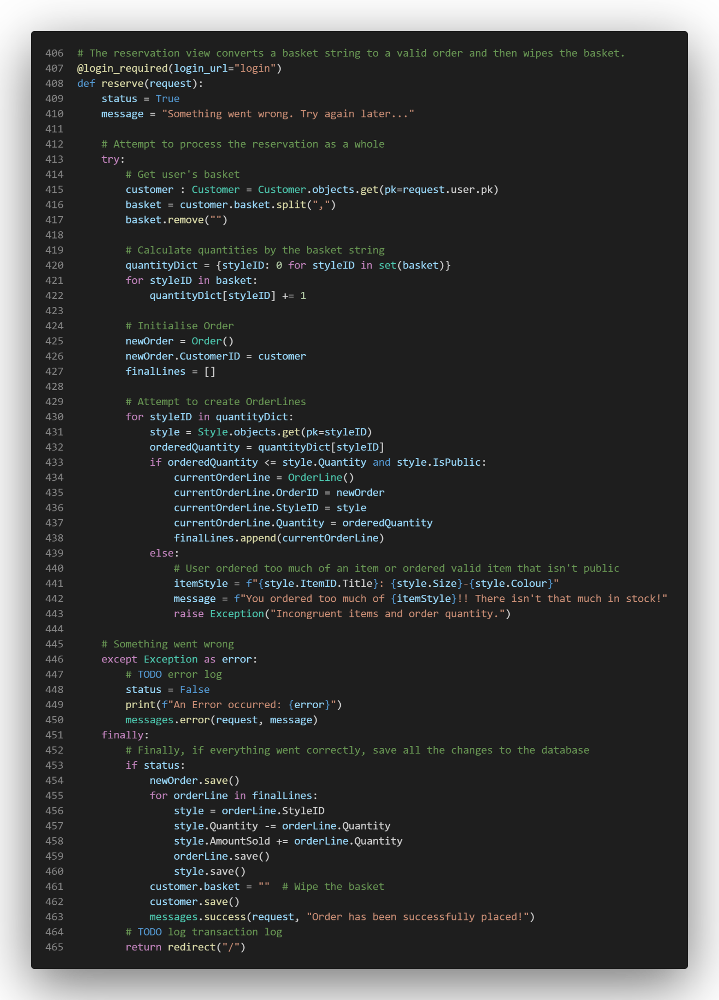 406 # The reservation view converts a basket string to a valid order and then wipes the basket.
407 @login_required(login_url="login")
408 def reserve(request):
409     status = True
410     message = "Something went wrong. Try again later..."
411
412     # Attempt to process the reservation as a whole
413     try:
414         # Get user's basket
415         customer : Customer = Customer.objects.get(pk=request.user.pk)
416         basket = customer.basket.split(",")
417         basket.remove("")
418
419         # Calculate quantities by the basket string
420         quantityDict = {styleID: 0 for styleID in set(basket)}
421         for styleID in basket:
422             quantityDict[styleID] += 1
423
424         # Initialise Order
425         newOrder = Order()
426         newOrder.CustomerID = customer
427         finalLines = []
428
429         # Attempt to create OrderLines
430         for styleID in quantityDict:
431             style = Style.objects.get(pk=styleID)
432             orderedQuantity = quantityDict[styleID]
433             if orderedQuantity <= style.Quantity and style.IsPublic:
434                 currentOrderLine = OrderLine()
435                 currentOrderLine.OrderID = newOrder
436                 currentOrderLine.StyleID = style
437                 currentOrderLine.Quantity = orderedQuantity
438                 finalLines.append(currentOrderLine)
439             else:
440                 # User ordered too much of an item or ordered valid item that isn't public
441                 itemStyle = f"{style.ItemID.Title}: {style.Size}-{style.Colour}"
442                 message = f"You ordered too much of {itemStyle}!! There isn't that much in stock!"
443                 raise Exception("Incongruent items and order quantity.")
444
445     # Something went wrong
446     except Exception as error:
447         # TODO error log
448         status = False
449         print(f"An Error occurred: {error}")
450         messages.error(request, message)
451     finally:
452         # Finally, if everything went correctly, save all the changes to the database
453         if status:
454             newOrder.save()
455             for orderLine in finalLines:
456                 style = orderLine.StyleID
457                 style.Quantity -= orderLine.Quantity
458                 style.AmountSold += orderLine.Quantity
459                 orderLine.save()
460                 style.save()
461             customer.basket = ""  # Wipe the basket
462             customer.save()
463             messages.success(request, "Order has been successfully placed!")
464         # TODO log transaction log
465         return redirect("/")